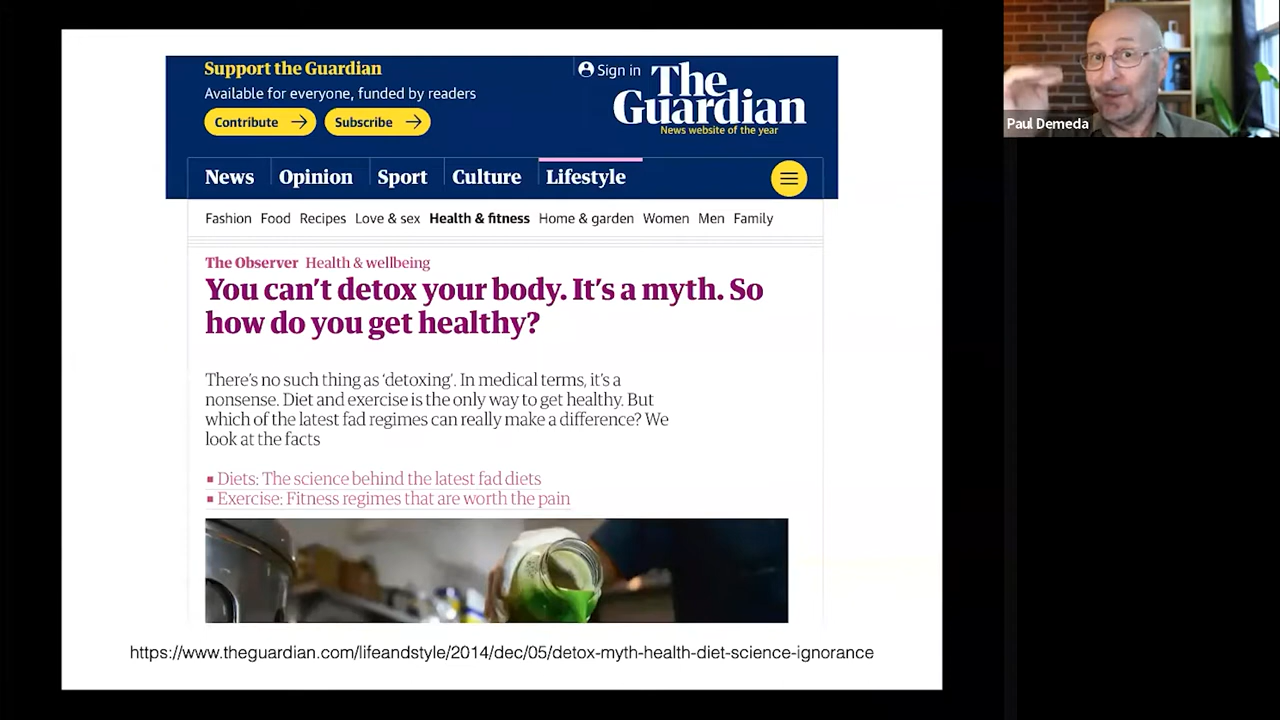 Support the Guardian
Available for everyone, funded by readers
Contribute
Subscribe
Sign in
The
Guardian
News website of the year
News Opinion Sport Culture Lifestyle
Fashion Food Recipes Love & sex Health & fitness Home & garden Women Men Family
The Observer Health & wellbeing
You can't detox your body. It's a myth. So
how do you get healthy?
There's no such thing as ‘detoxing’. In medical terms, it's a
nonsense. Diet and exercise is the only way to get healthy. But
which of the latest fad regimes can really make a difference? We
look at the facts
Diets: The science behind the latest fad diets
Exercise: Fitness regimes that are worth the pain
https://www.theguardian.com/lifeandstyle/2014/dec/05/detox-myth-health-diet-science-ignorance
Paul Demeda